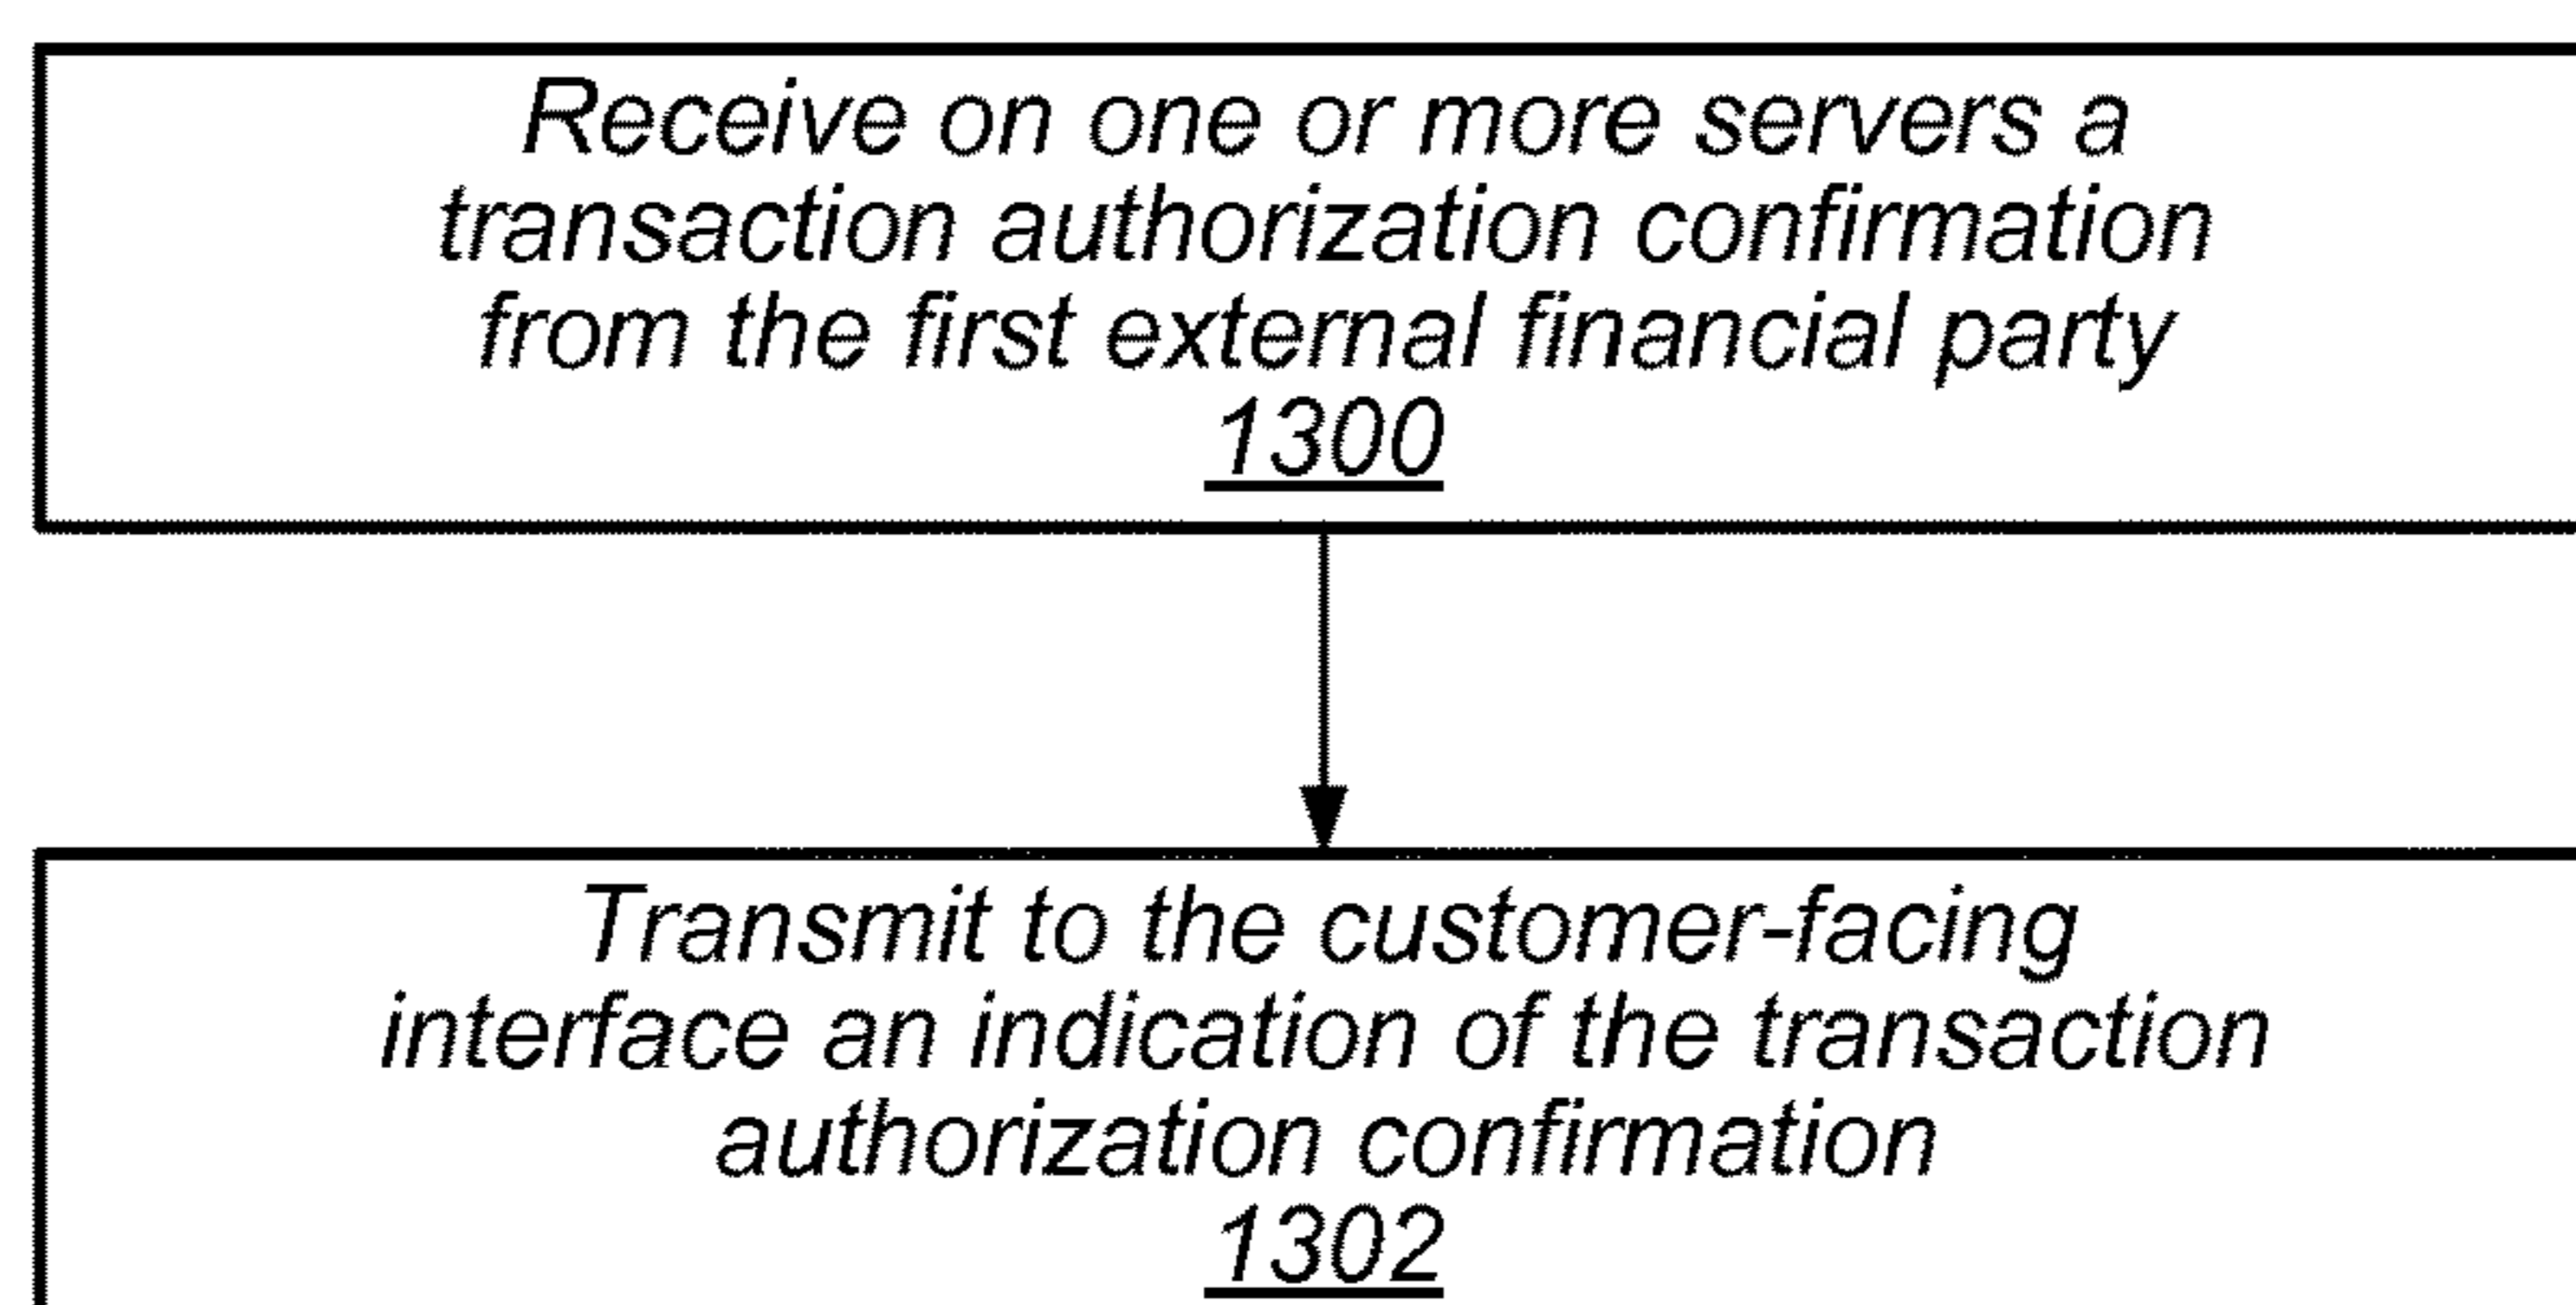 Receive on one or more servers a
transaction authorization confirmation
from the first external financial party
1300
Transmit to the customer-facing
interface an indication of the transaction
authorization confirmation
1302